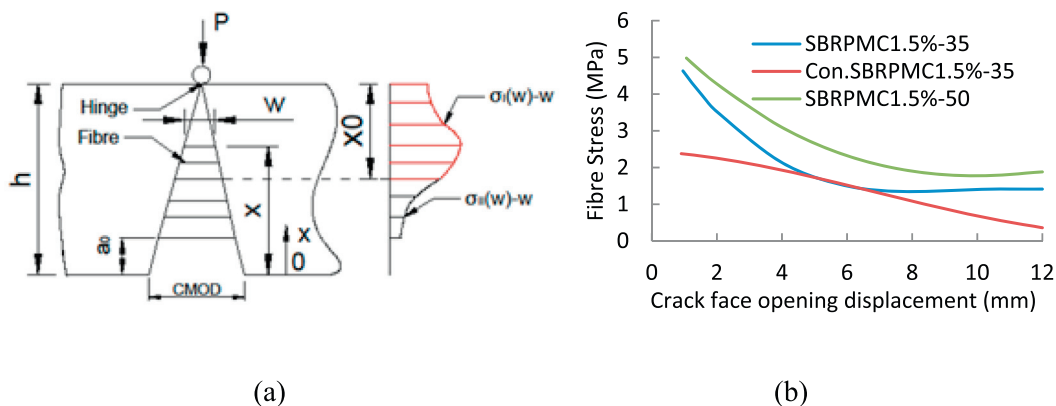 P
Hinge
W
Fibre
h
X
a₀
X
0
CMOD
X0
σI(w)-w
σII(w)-w
(a)
Fibre Stress (MPa)
6
5
4
3
2
1
0
0 2 4 6 8 10 12
Crack face opening displacement (mm)
SBRPMC1.5%-35
Con.SBRPMC1.5%-35
SBRPMC1.5%-50
(b)